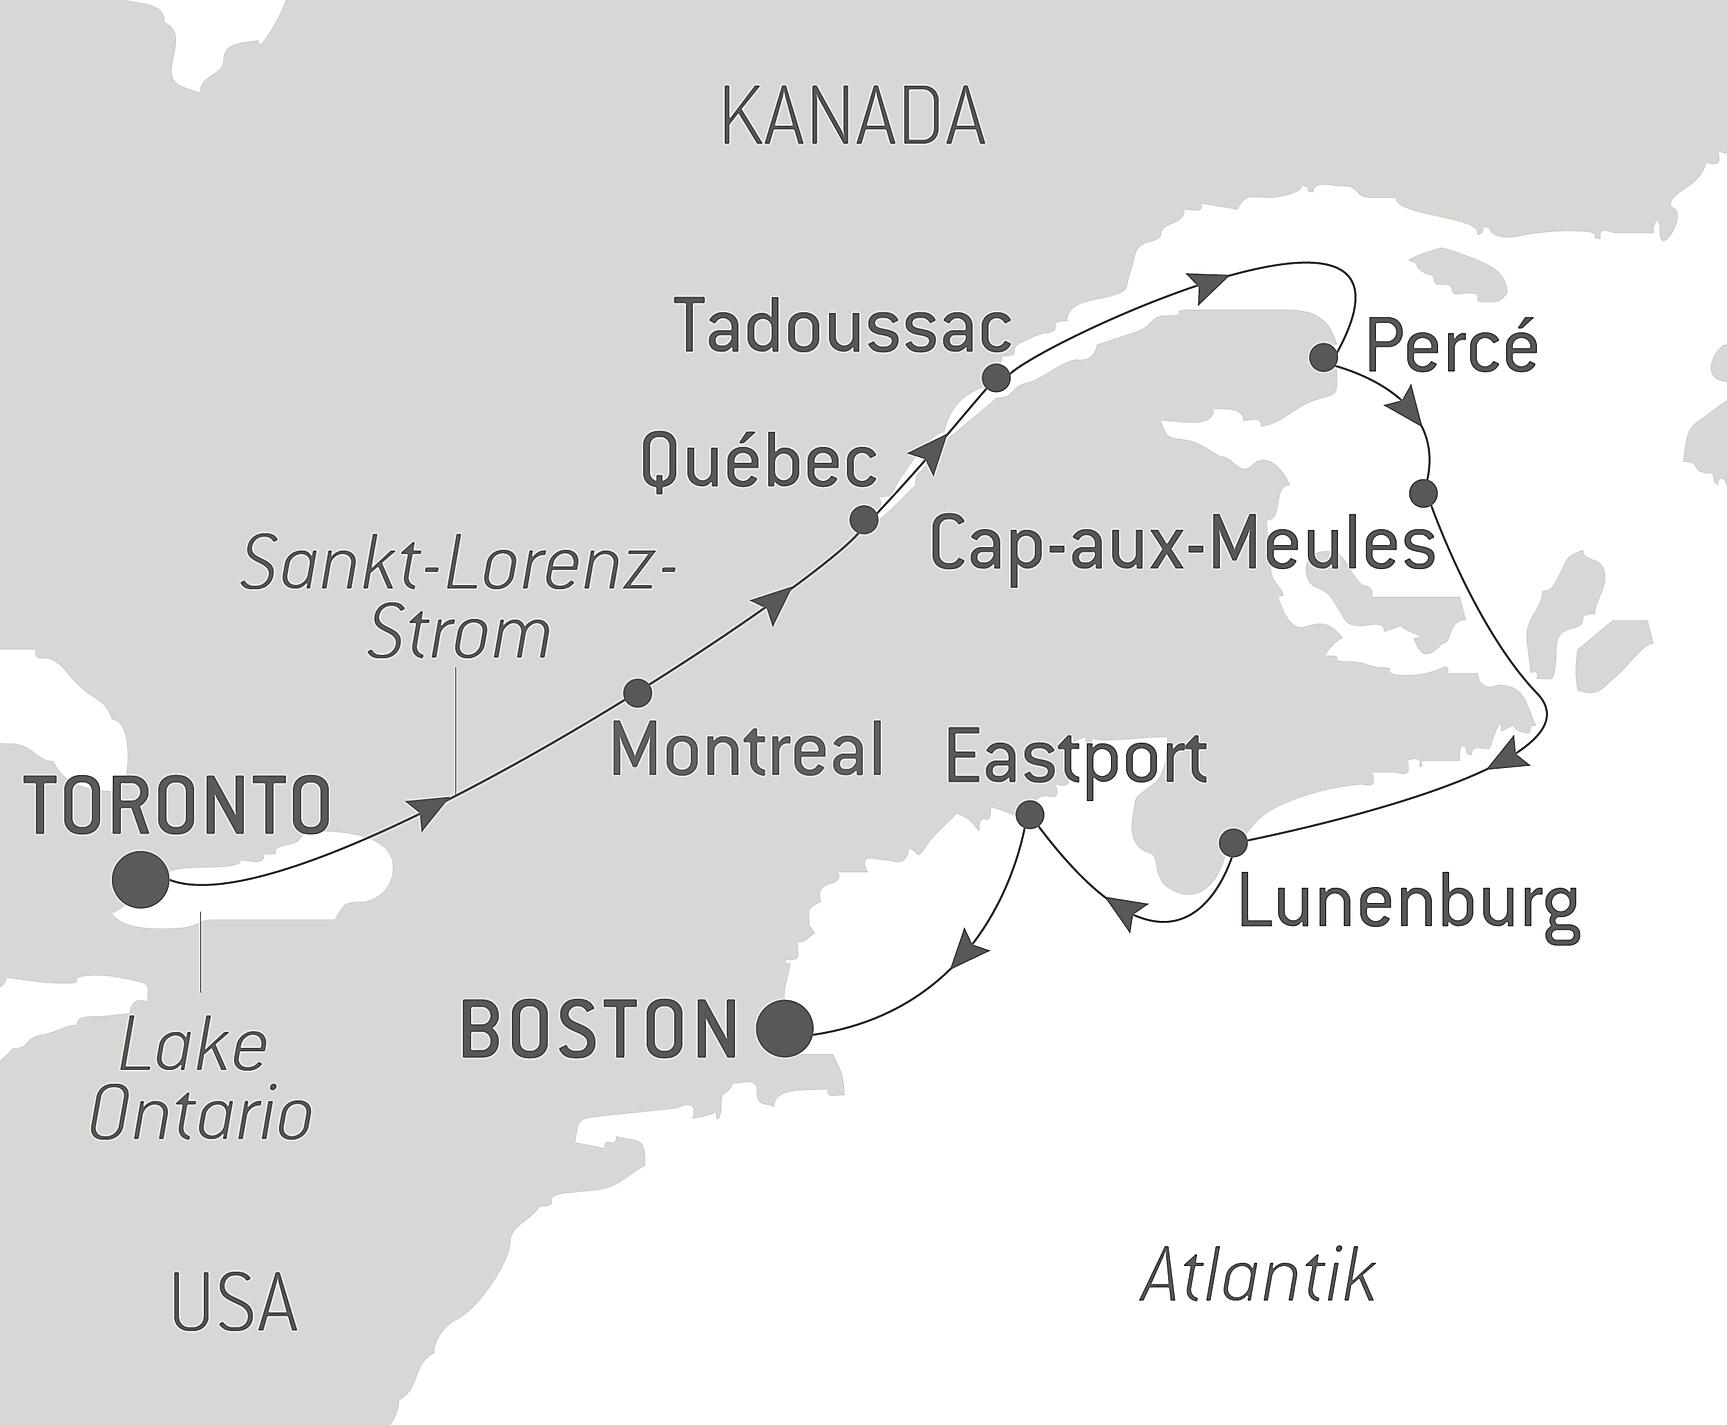 KANADA
Tadoussac
Percé
Québec
Cap-aux-Meules
Sankt-Lorenz-
Strom
Montreal
Eastport
TORONTO
Lunenburg
BOSTON
Lake
Ontario
USA
Atlantik